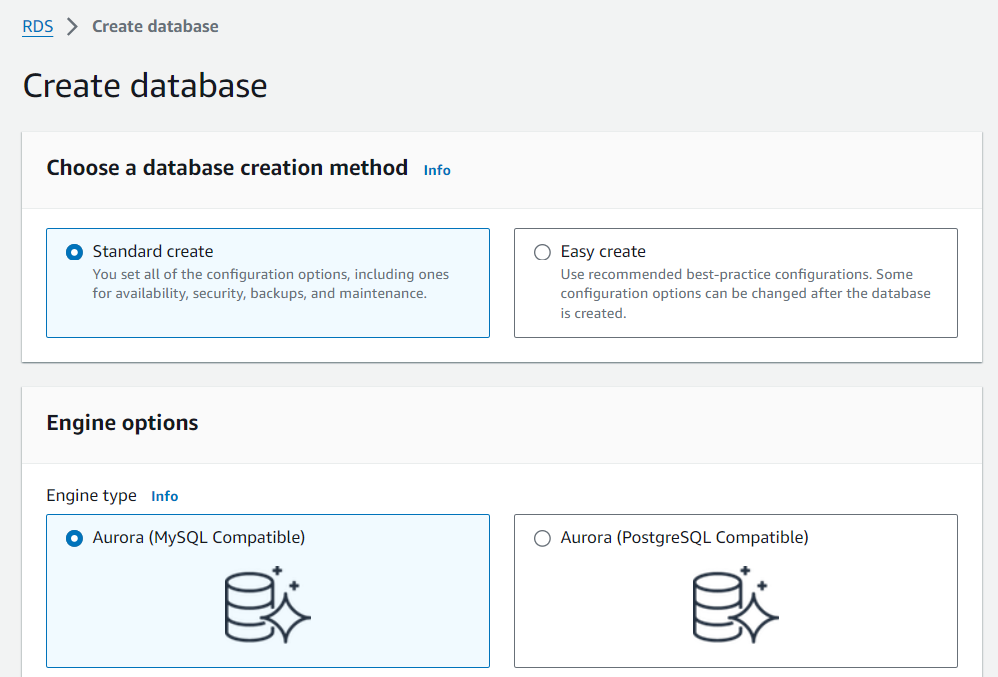 RDS > Create database
Create database
Choose a database creation method Info
Standard create
You set all of the configuration options, including ones
for availability, security, backups, and maintenance.
Easy create
Use recommended best-practice configurations. Some
configuration options can be changed after the database
is created.
Engine options
Engine type Info
Aurora (MySQL Compatible)
Aurora (PostgreSQL Compatible)